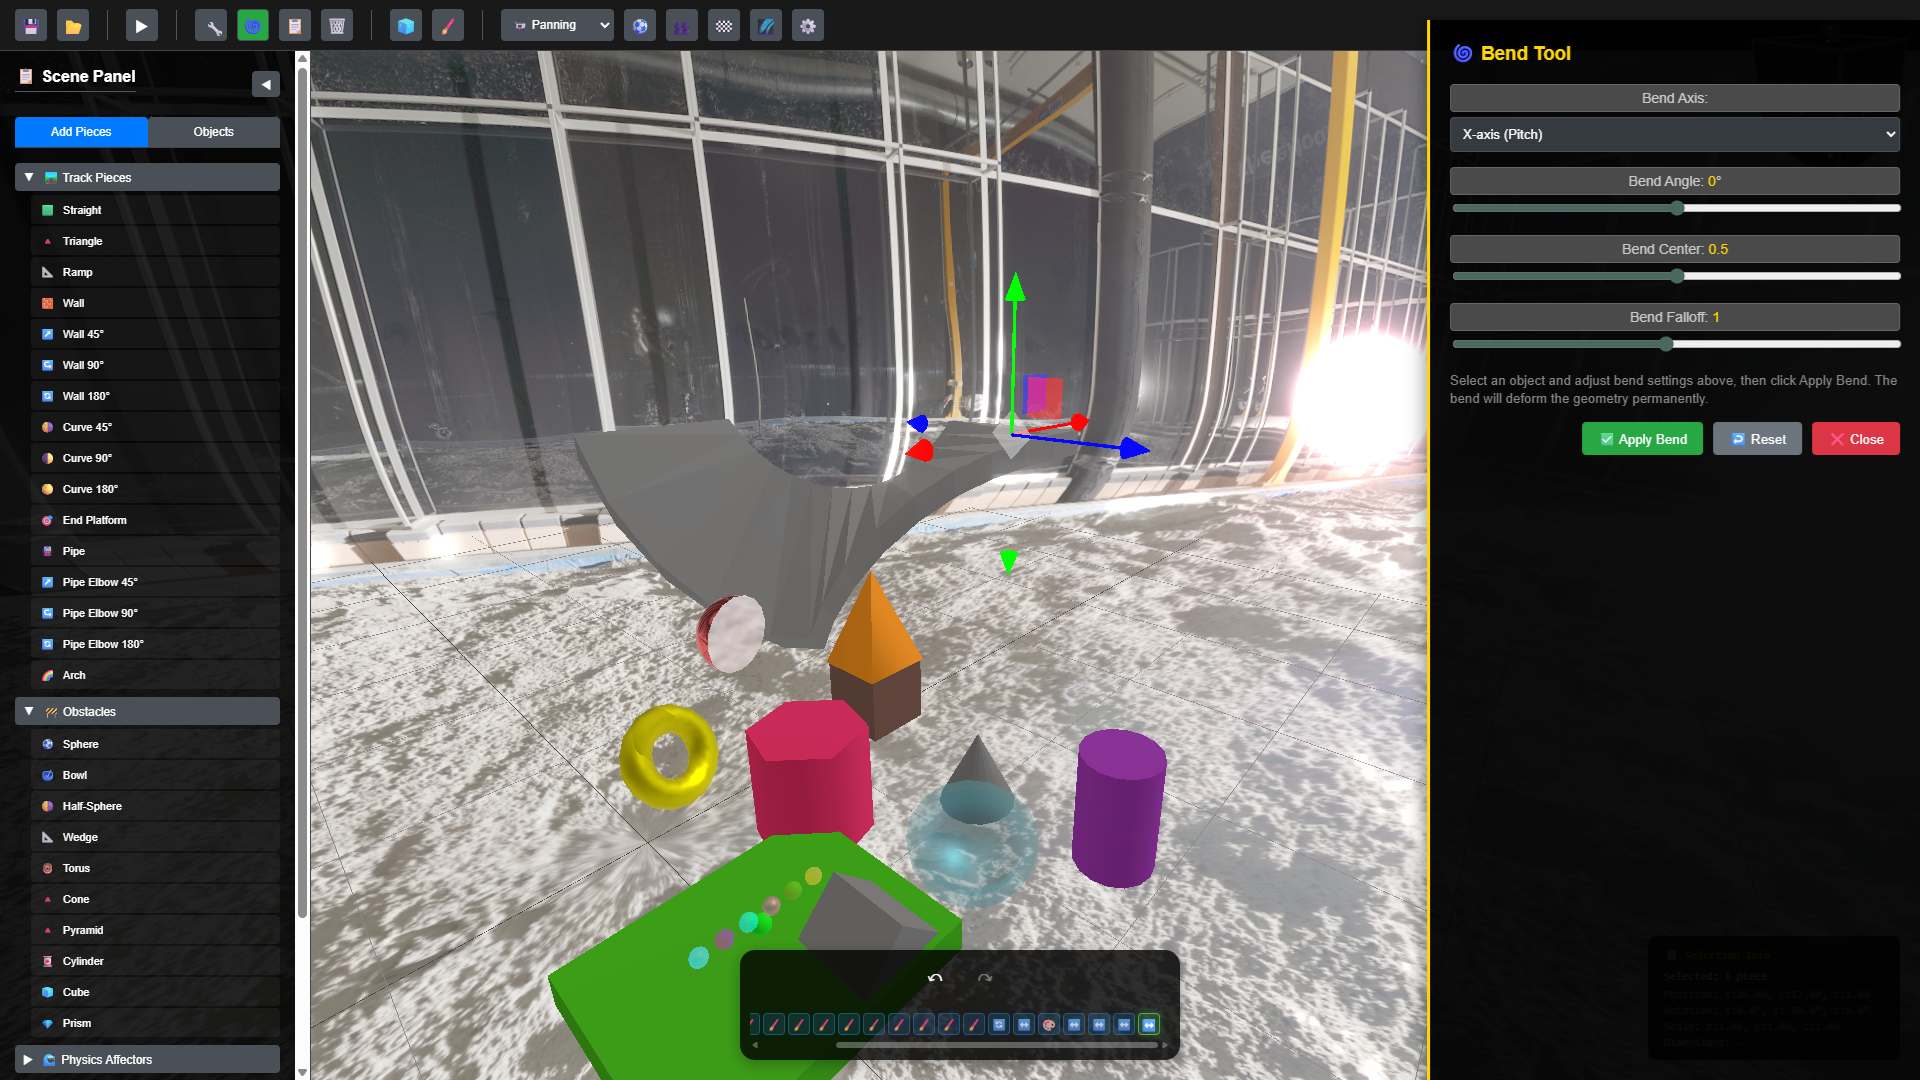 Panning
Scene Panel
Add Pieces
Objects
Track Pieces
Straight
Triangle
Ramp
Wall
Wall 45°
Wall 90°
Wall 180°
Curve 45°
Curve 90°
Curve 180°
End Platform
Pipe
Pipe Elbow 45°
Pipe Elbow 90°
Pipe Elbow 180°
Arch
Obstacles
Sphere
Bowl
Half-Sphere
Wedge
Torus
Cone
Pyramid
Cylinder
Cube
Prism
Physics Affectors
Bend Tool
Bend Axis:
X-axis (Pitch)
Bend Angle: 0°
Bend Center: 0.5
Bend Falloff: 1
Select an object and adjust bend settings above, then click Apply Bend. The
bend will deform the geometry permanently.
Apply Bend
Reset
Close
Selection Info